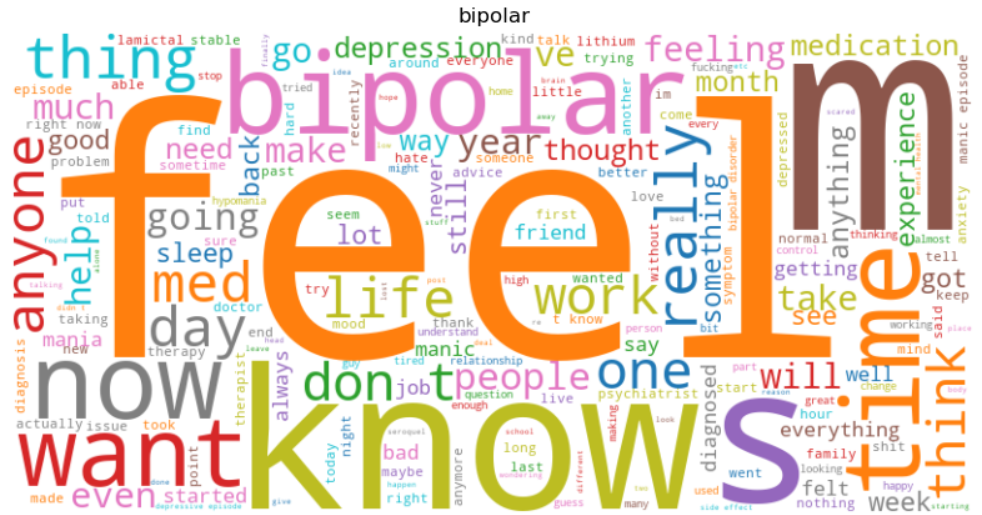 bipolar
thing
lamictal
stable
go
depression
kind
talk
lithium
ve
trying
around
everyone
feeling
medication
finally
able
stop
idea
brain
little
fucking
etc
month
episode
much
tried
hope
home
another
im
come
every
scared
manic episode
right now
good
problem
find
hard
recently
low
away
bipolar
m
need
make
way
year
thought
sometime
back
past
hate
might
someone
advice
better
love
depressed
anything
experience
mental health
anxiety
anyone
put
told
help
found
alone
talking
didn t
hypomania
going
sure
sleep
med
doctor
seem
lot
never
still
stuff
first
friend
without
bed
really
something
bipolar disorder
symptom
normal
thinking
control
almost
getting
tell
got
keep
feel
try
life
lost
post
high
wanted
work
re
t know
take
see
said
working
place
mind
taking
mania
new
day
therapy
end
leave
head
mood
guy
thank
understand
deal
manic
tired
relationship
person
bit
say
part
diagnosis
now
therapist
always
don t
job
people
question
live
enough
one
psychiatrist
start
reason
will
well
change
great
body
time
think
actually
issue
took
want
know
s
today
night
seroquel
bad
maybe
happen
right
school
long
last
wondering
anymore
guess
different
making
two
many
look
diagnosed
used
went
side effect
hour
everything
family
shit
looking
felt
happy
nothing
week
starting
made
even
done
started
point
depressive episode
give